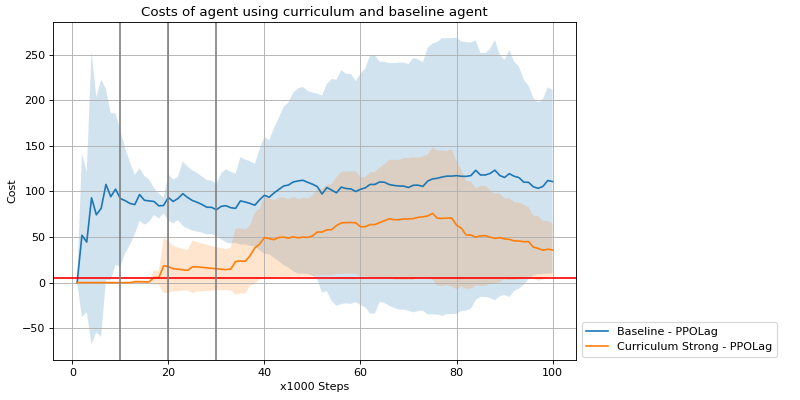 Costs of agent using curriculum and baseline agent
Cost
250
200
150
100
50
0
−50
0 20 40 60 80 100
x1000 Steps
Baseline - PPOLag
Curriculum Strong - PPOLag